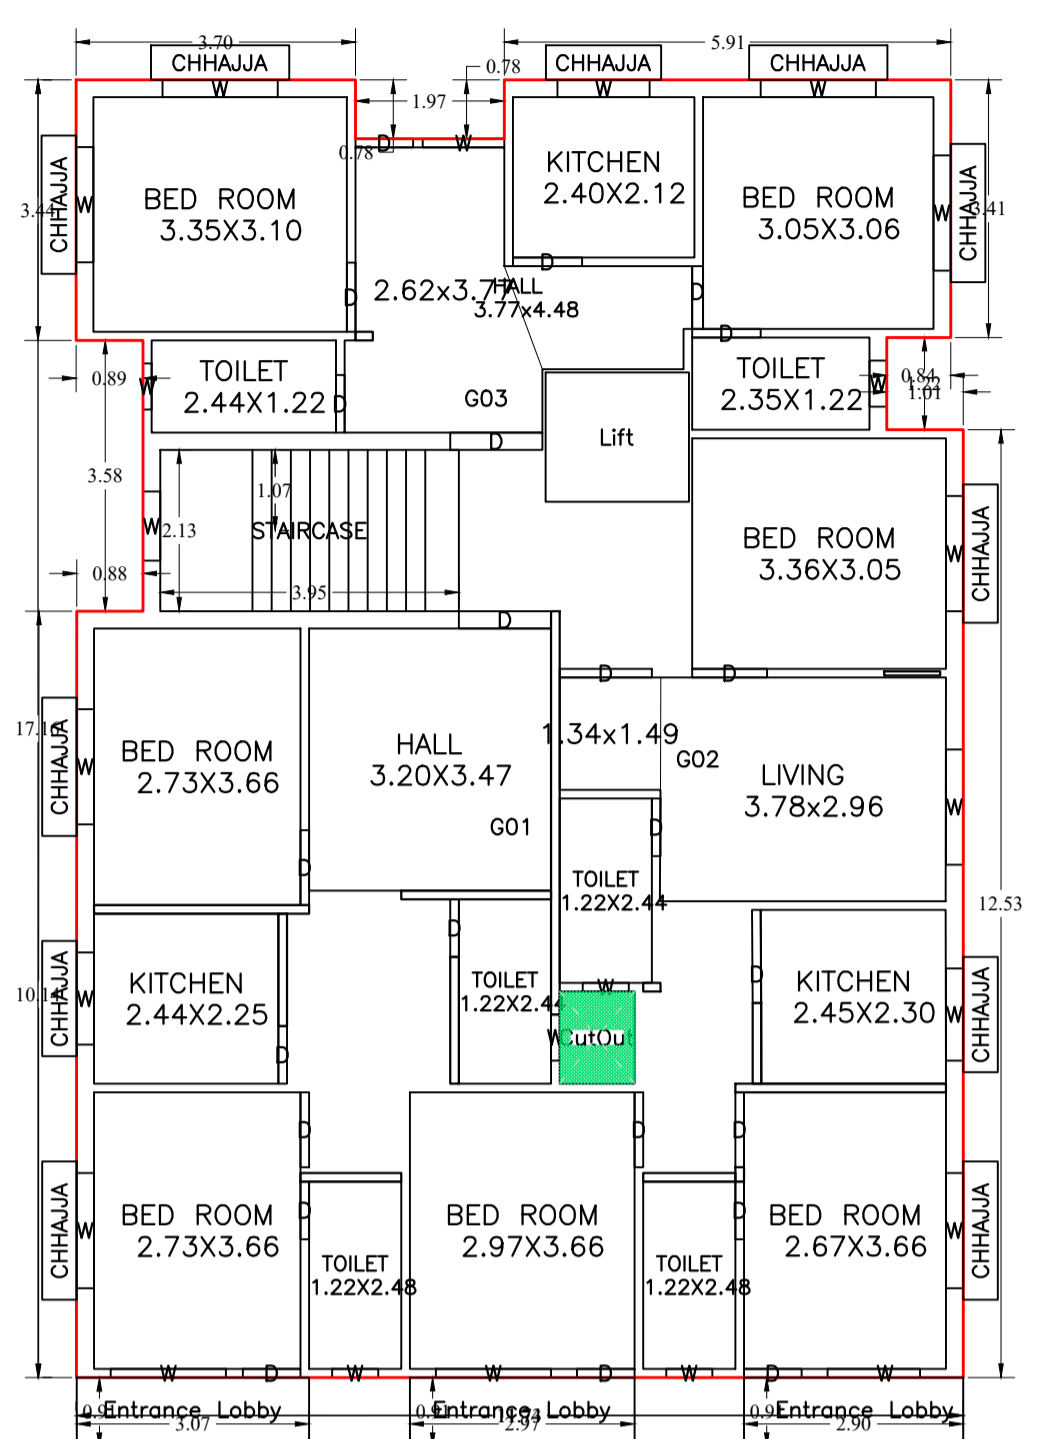 3.70
5.91
CHHAJJA
CHHAJJA
CHHAJJA
0.78
W
W
W
1.97
D
W
0.78
KITCHEN
2.40X2.12
BED ROOM
3.35X3.10
BED ROOM
3.05X3.06
CHHAJJA
W
3.44
W
CHHAJJA
3.41
D
D
D
HALL
3.77x4.48
D
TOILET
2.44X1.22
TOILET
2.35X1.22
0.89
W
D
G03
W
0.84
1.01
Lift
D
3.58
1.07
W
2.13
STAIRCASE
BED ROOM
3.36X3.05
W
CHHAJJA
0.88
3.95
D
D
D
17.16
CHHAJJA
W
BED ROOM
2.73X3.66
HALL
3.20X3.47
1.34x1.49
G02
LIVING
3.78x2.96
W
G01
D
D
TOILET
1.22X2.44
12.53
D
CHHAJJA
W
KITCHEN
2.44X2.25
TOILET
1.22X2.44
D
KITCHEN
2.45X2.30
W
CHHAJJA
W
W
CutOut
D
D
D
D
CHHAJJA
W
BED ROOM
2.73X3.66
D
BED ROOM
2.97X3.66
D
BED ROOM
2.67X3.66
W
CHHAJJA
TOILET
1.22X2.48
TOILET
1.22X2.48
W
D
W
W
D
W
D
W
Entrance Lobby
Entrance Lobby
Entrance Lobby
3.07
2.97
2.90